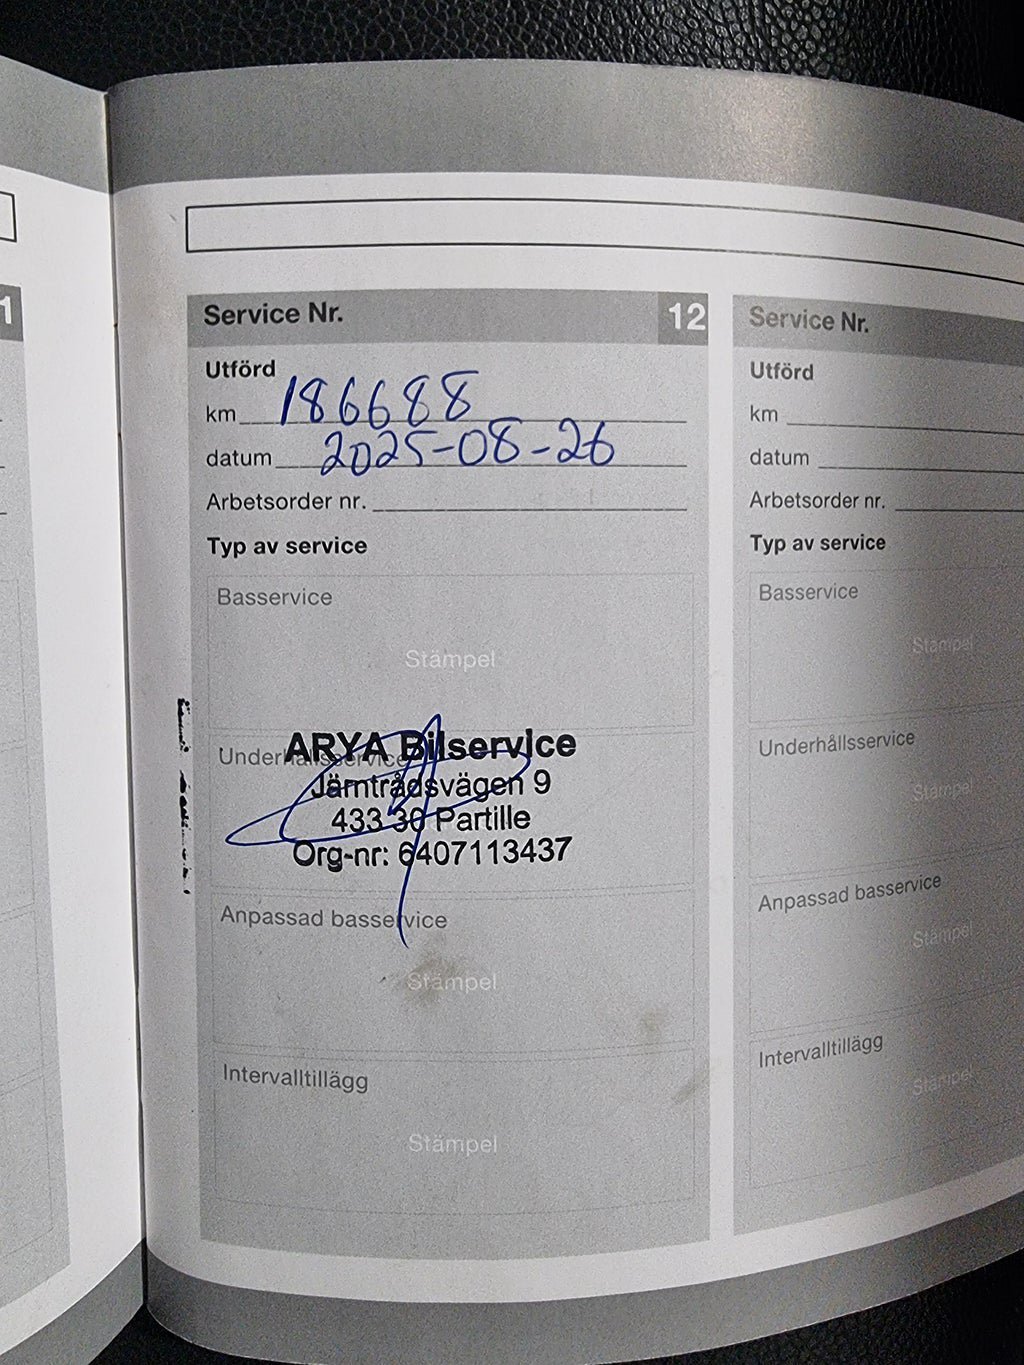 1
Service Nr. 12
Utförd
km 186688
datum 2025-08-26
Arbetsorder nr.
Typ av service
Basservice
Stämpel
Underhållsservice
ARYA Bilservice
Järntrådsvägen 9
433 30 Partille
Org-nr: 6407113437
Anpassad basservice
Stämpel
Intervalltillägg
Stämpel
Service Nr.
Utförd
km
datum
Arbetsorder nr.
Typ av service
Basservice
Stämpel
Underhållsservice
Stämpel
Anpassad basservice
Stämpel
Intervalltillägg
Stämpel